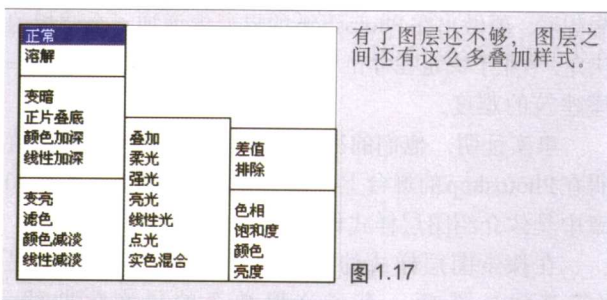 正常
溶解
变暗
正片叠底
颜色加深
线性加深
变亮
滤色
颜色减淡
线性减淡
叠加
柔光
强光
亮光
线性光
点光
实色混合
差值
排除
色相
饱和度
颜色
亮度
有了图层还不够，图层之
间还有这么多叠加样式。
图1.17